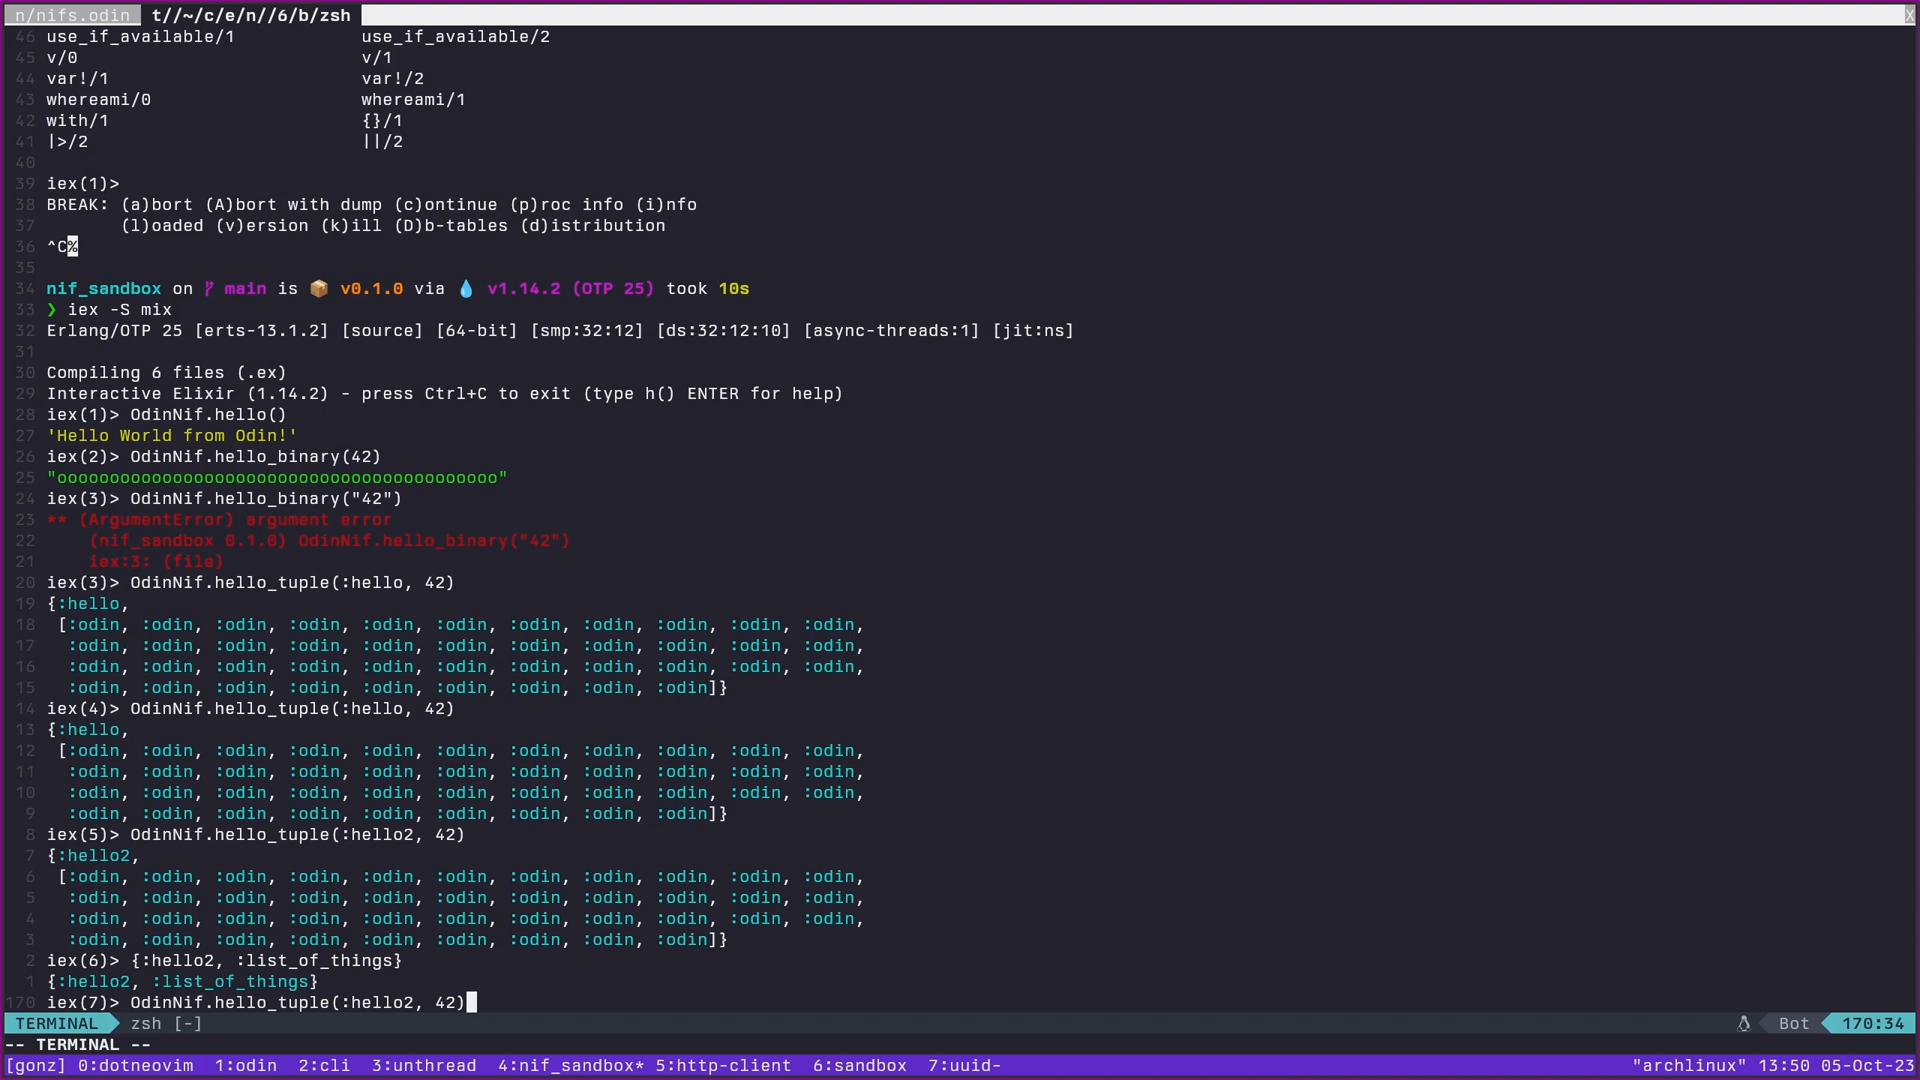 n/nifs.odin  t//~/c/e/n//6/b/zsh X
46 use_if_available/1            use_if_available/2
45 v/0                           v/1
44 var!/1                        var!/2
43 whereami/0                    whereami/1
42 with/1                        {}/1
41 |>/2                          ||/2
40
39 iex(1)>
38 BREAK: (a)bort (A)bort with dump (c)ontinue (p)roc info (i)nfo
37        (l)oaded (v)ersion (k)ill (D)b-tables (d)istribution
36 ^C%
35
34 nif_sandbox on main is 📦 v0.1.0 via 💧 v1.14.2 (OTP 25) took 10s
33 ❯ iex -S mix
32 Erlang/OTP 25 [erts-13.1.2] [source] [64-bit] [smp:32:12] [ds:32:12:10] [async-threads:1] [jit:ns]
31
30 Compiling 6 files (.ex)
29 Interactive Elixir (1.14.2) - press Ctrl+C to exit (type h() ENTER for help)
28 iex(1)> OdinNif.hello()
27 'Hello World from Odin!'
26 iex(2)> OdinNif.hello_binary(42)
25 "oooooooooooooooooooooooooooooooooooooooooo"
24 iex(3)> OdinNif.hello_binary("42")
23 ** (ArgumentError) argument error
22     (nif_sandbox 0.1.0) OdinNif.hello_binary("42")
21     iex:3: (file)
20 iex(3)> OdinNif.hello_tuple(:hello, 42)
19 {:hello,
18  [:odin, :odin, :odin, :odin, :odin, :odin, :odin, :odin, :odin, :odin, :odin,
17   :odin, :odin, :odin, :odin, :odin, :odin, :odin, :odin, :odin, :odin, :odin,
16   :odin, :odin, :odin, :odin, :odin, :odin, :odin, :odin, :odin, :odin, :odin,
15   :odin, :odin, :odin, :odin, :odin, :odin, :odin, :odin, :odin]}
14 iex(4)> OdinNif.hello_tuple(:hello, 42)
13 {:hello,
12  [:odin, :odin, :odin, :odin, :odin, :odin, :odin, :odin, :odin, :odin, :odin,
11   :odin, :odin, :odin, :odin, :odin, :odin, :odin, :odin, :odin, :odin, :odin,
10   :odin, :odin, :odin, :odin, :odin, :odin, :odin, :odin, :odin, :odin, :odin,
9   :odin, :odin, :odin, :odin, :odin, :odin, :odin, :odin, :odin]}
8 iex(5)> OdinNif.hello_tuple(:hello2, 42)
7 {:hello2,
6  [:odin, :odin, :odin, :odin, :odin, :odin, :odin, :odin, :odin, :odin, :odin,
5   :odin, :odin, :odin, :odin, :odin, :odin, :odin, :odin, :odin, :odin, :odin,
4   :odin, :odin, :odin, :odin, :odin, :odin, :odin, :odin, :odin, :odin, :odin,
3   :odin, :odin, :odin, :odin, :odin, :odin, :odin, :odin, :odin]}
2 iex(6)> {:hello2, :list_of_things}
1 {:hello2, :list_of_things}
170 iex(7)> OdinNif.hello_tuple(:hello2, 42)
TERMINAL  zsh [-]  Bot  170:34
-- TERMINAL --
[gonz] 0:dotneovim  1:odin  2:cli  3:unthread  4:nif_sandbox* 5:http-client  6:sandbox  7:uuid-  "archlinux" 13:50 05-Oct-23